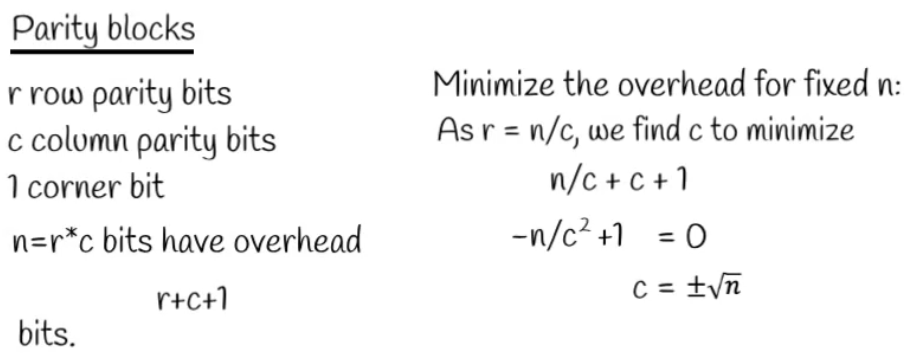 Parity blocks
r row parity bits
c column parity bits
1 corner bit
n=r*c bits have overhead
r+c+1
bits.
Minimize the overhead for fixed n:
As r = n/c, we find c to minimize
n/c + c + 1
-n/c² +1 = 0
c = ±√n